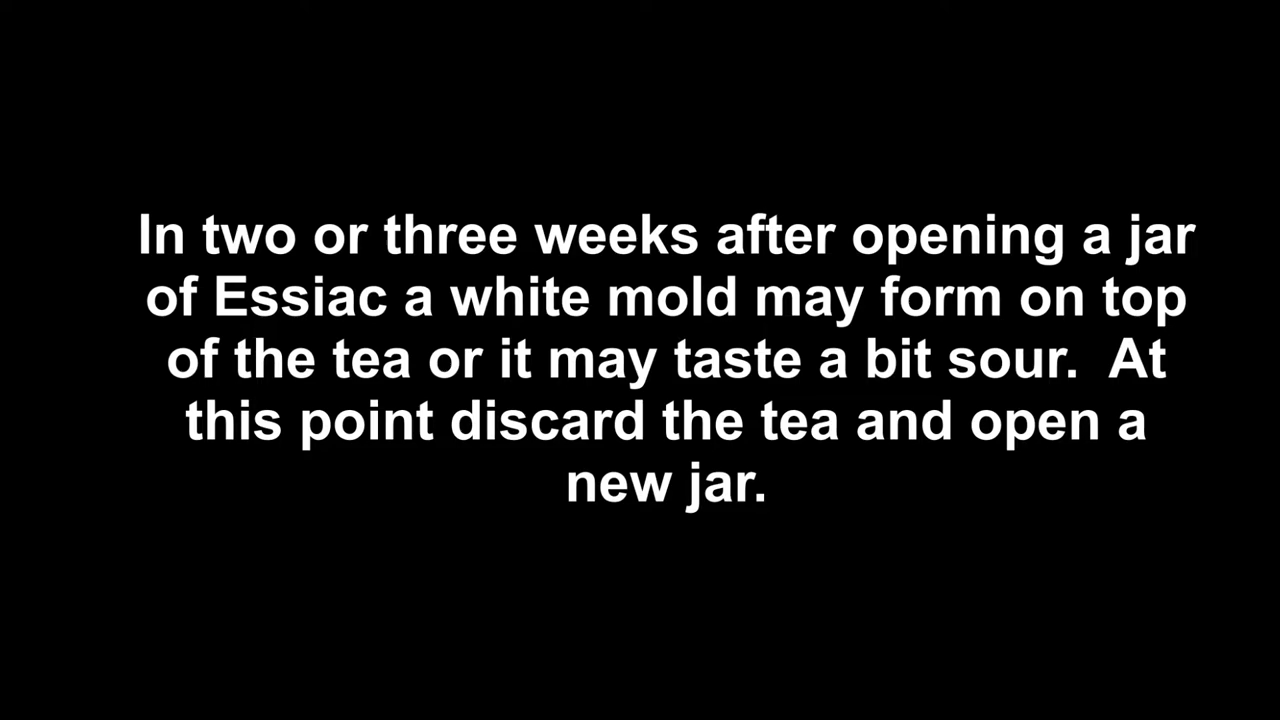 In two or three weeks after opening a jar
of Essiac a white mold may form on top
of the tea or it may taste a bit sour.  At
this point discard the tea and open a
new jar.